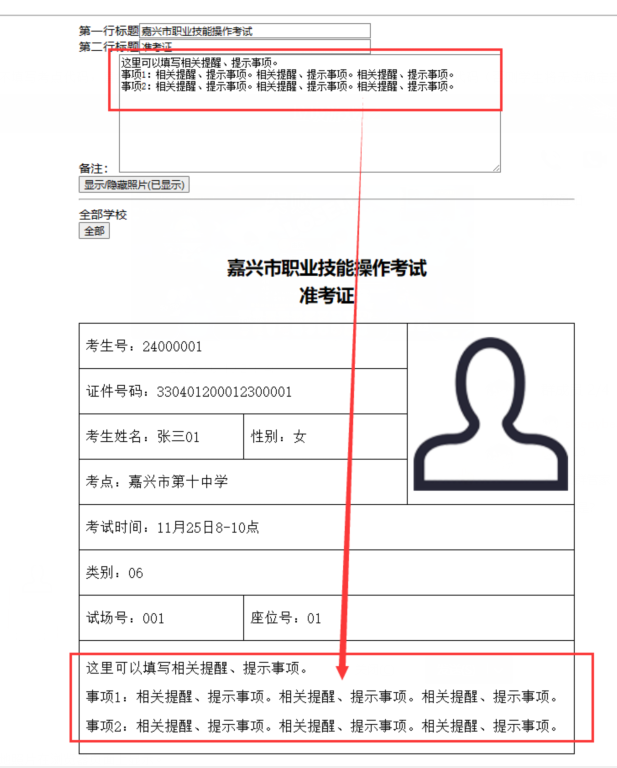 第一行标题嘉兴市职业技能操作考试
第二行标题准考证
这里可以填写相关提醒、提示事项。
事项1：相关提醒、提示事项。相关提醒、提示事项。相关提醒、提示事项。
事项2：相关提醒、提示事项。相关提醒、提示事项。相关提醒、提示事项。
备注：
显示/隐藏照片(已显示)
全部学校
全部
嘉兴市职业技能操作考试
准考证
考生号：24000001
证件号码：330401200012300001
考生姓名：张三01 性别：女
考点：嘉兴市第十中学
考试时间：11月25日8-10点
类别：06
试场号：001 座位号：01
这里可以填写相关提醒、提示事项。
事项1：相关提醒、提示事项。相关提醒、提示事项。相关提醒、提示事项。
事项2：相关提醒、提示事项。相关提醒、提示事项。相关提醒、提示事项。